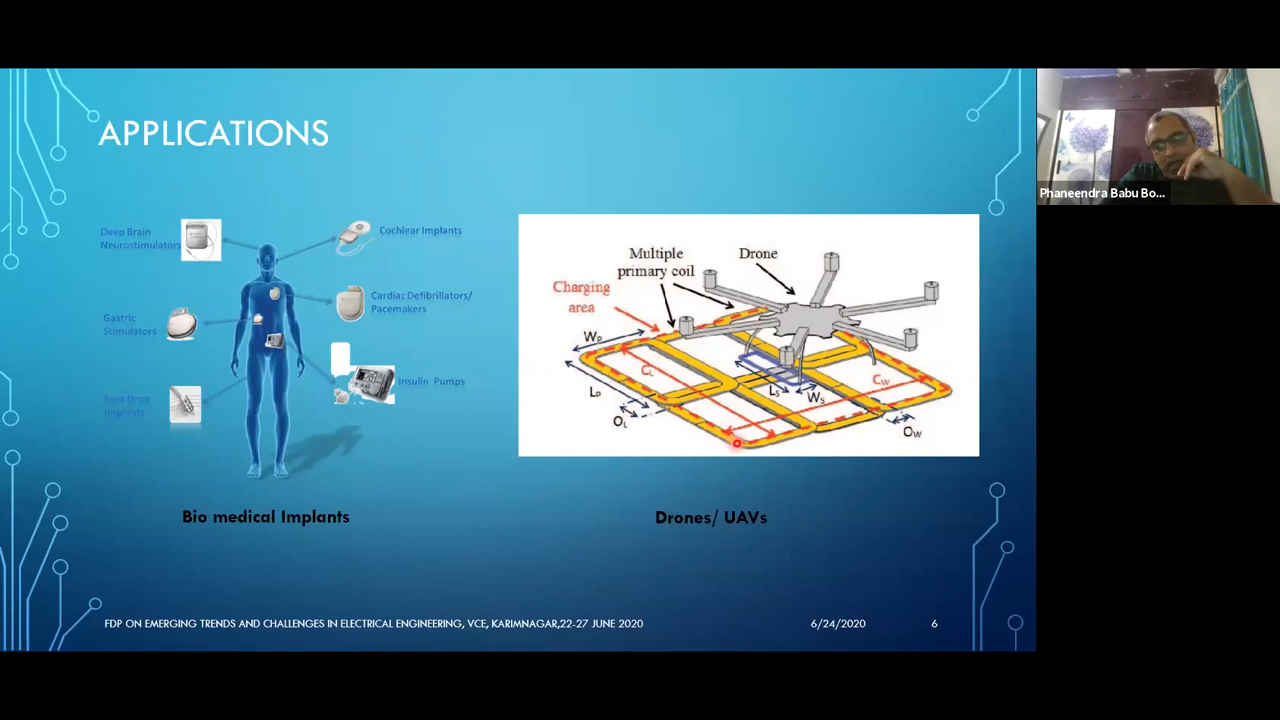 APPLICATIONS
Deep Brain
Neurostimulators
Cochlear Implants
Cardiac Defibrillators/
Pacemakers
Gastric
Stimulators
Insulin Pumps
Foot Drop
Implants
Bio medical Implants
Multiple
primary coil
Drone
Charging
area
WP
CL
LP
OL
LS
WS
CW
OW
Drones/ UAVs
FDP ON EMERGING TRENDS AND CHALLENGES IN ELECTRICAL ENGINEERING, VCE, KARIMNAGAR,22-27 JUNE 2020
6/24/2020
6
Phaneendra Babu Bo...